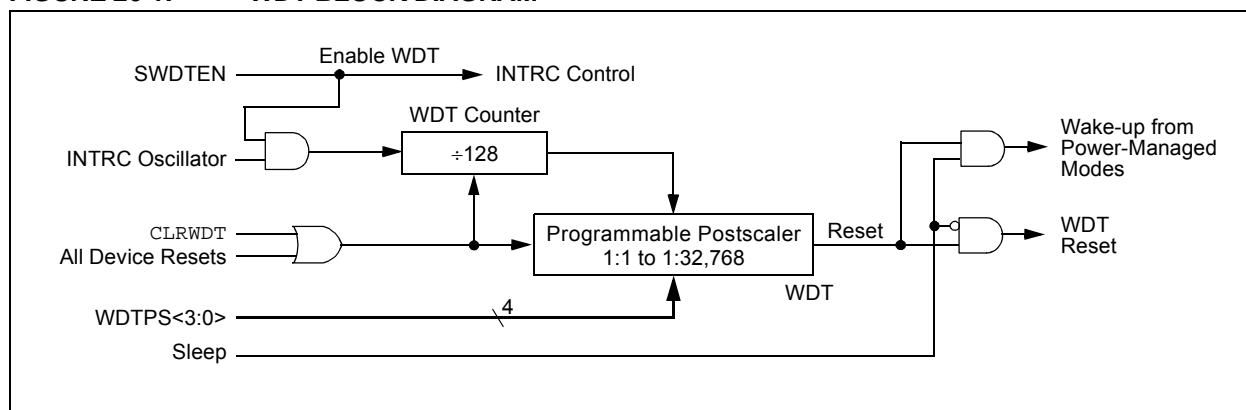 Enable WDT
SWDTEN
INTRC Control
WDT Counter
INTRC Oscillator
÷128
Wake-up from
Power-Managed
Modes
CLRWDT
All Device Resets
Programmable Postscaler
1:1 to 1:32,768
Reset
WDT
Reset
WDT
WDTPS<3:0>
4
Sleep